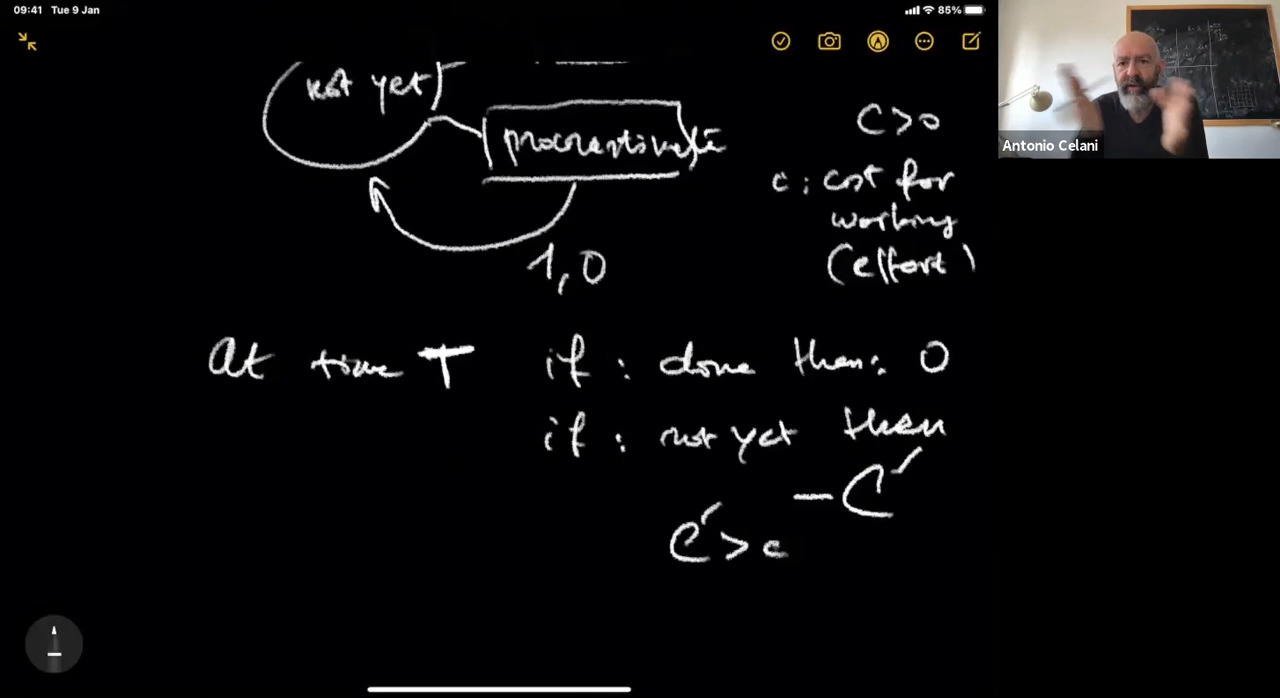 09:41 Tue 9 Jan
85%
Antonio Celani
not yet
procrastinate
1, 0
C>0
c: cost for
working
(effort)
At time T if: done then: 0
if: not yet then
-C'
C'>c